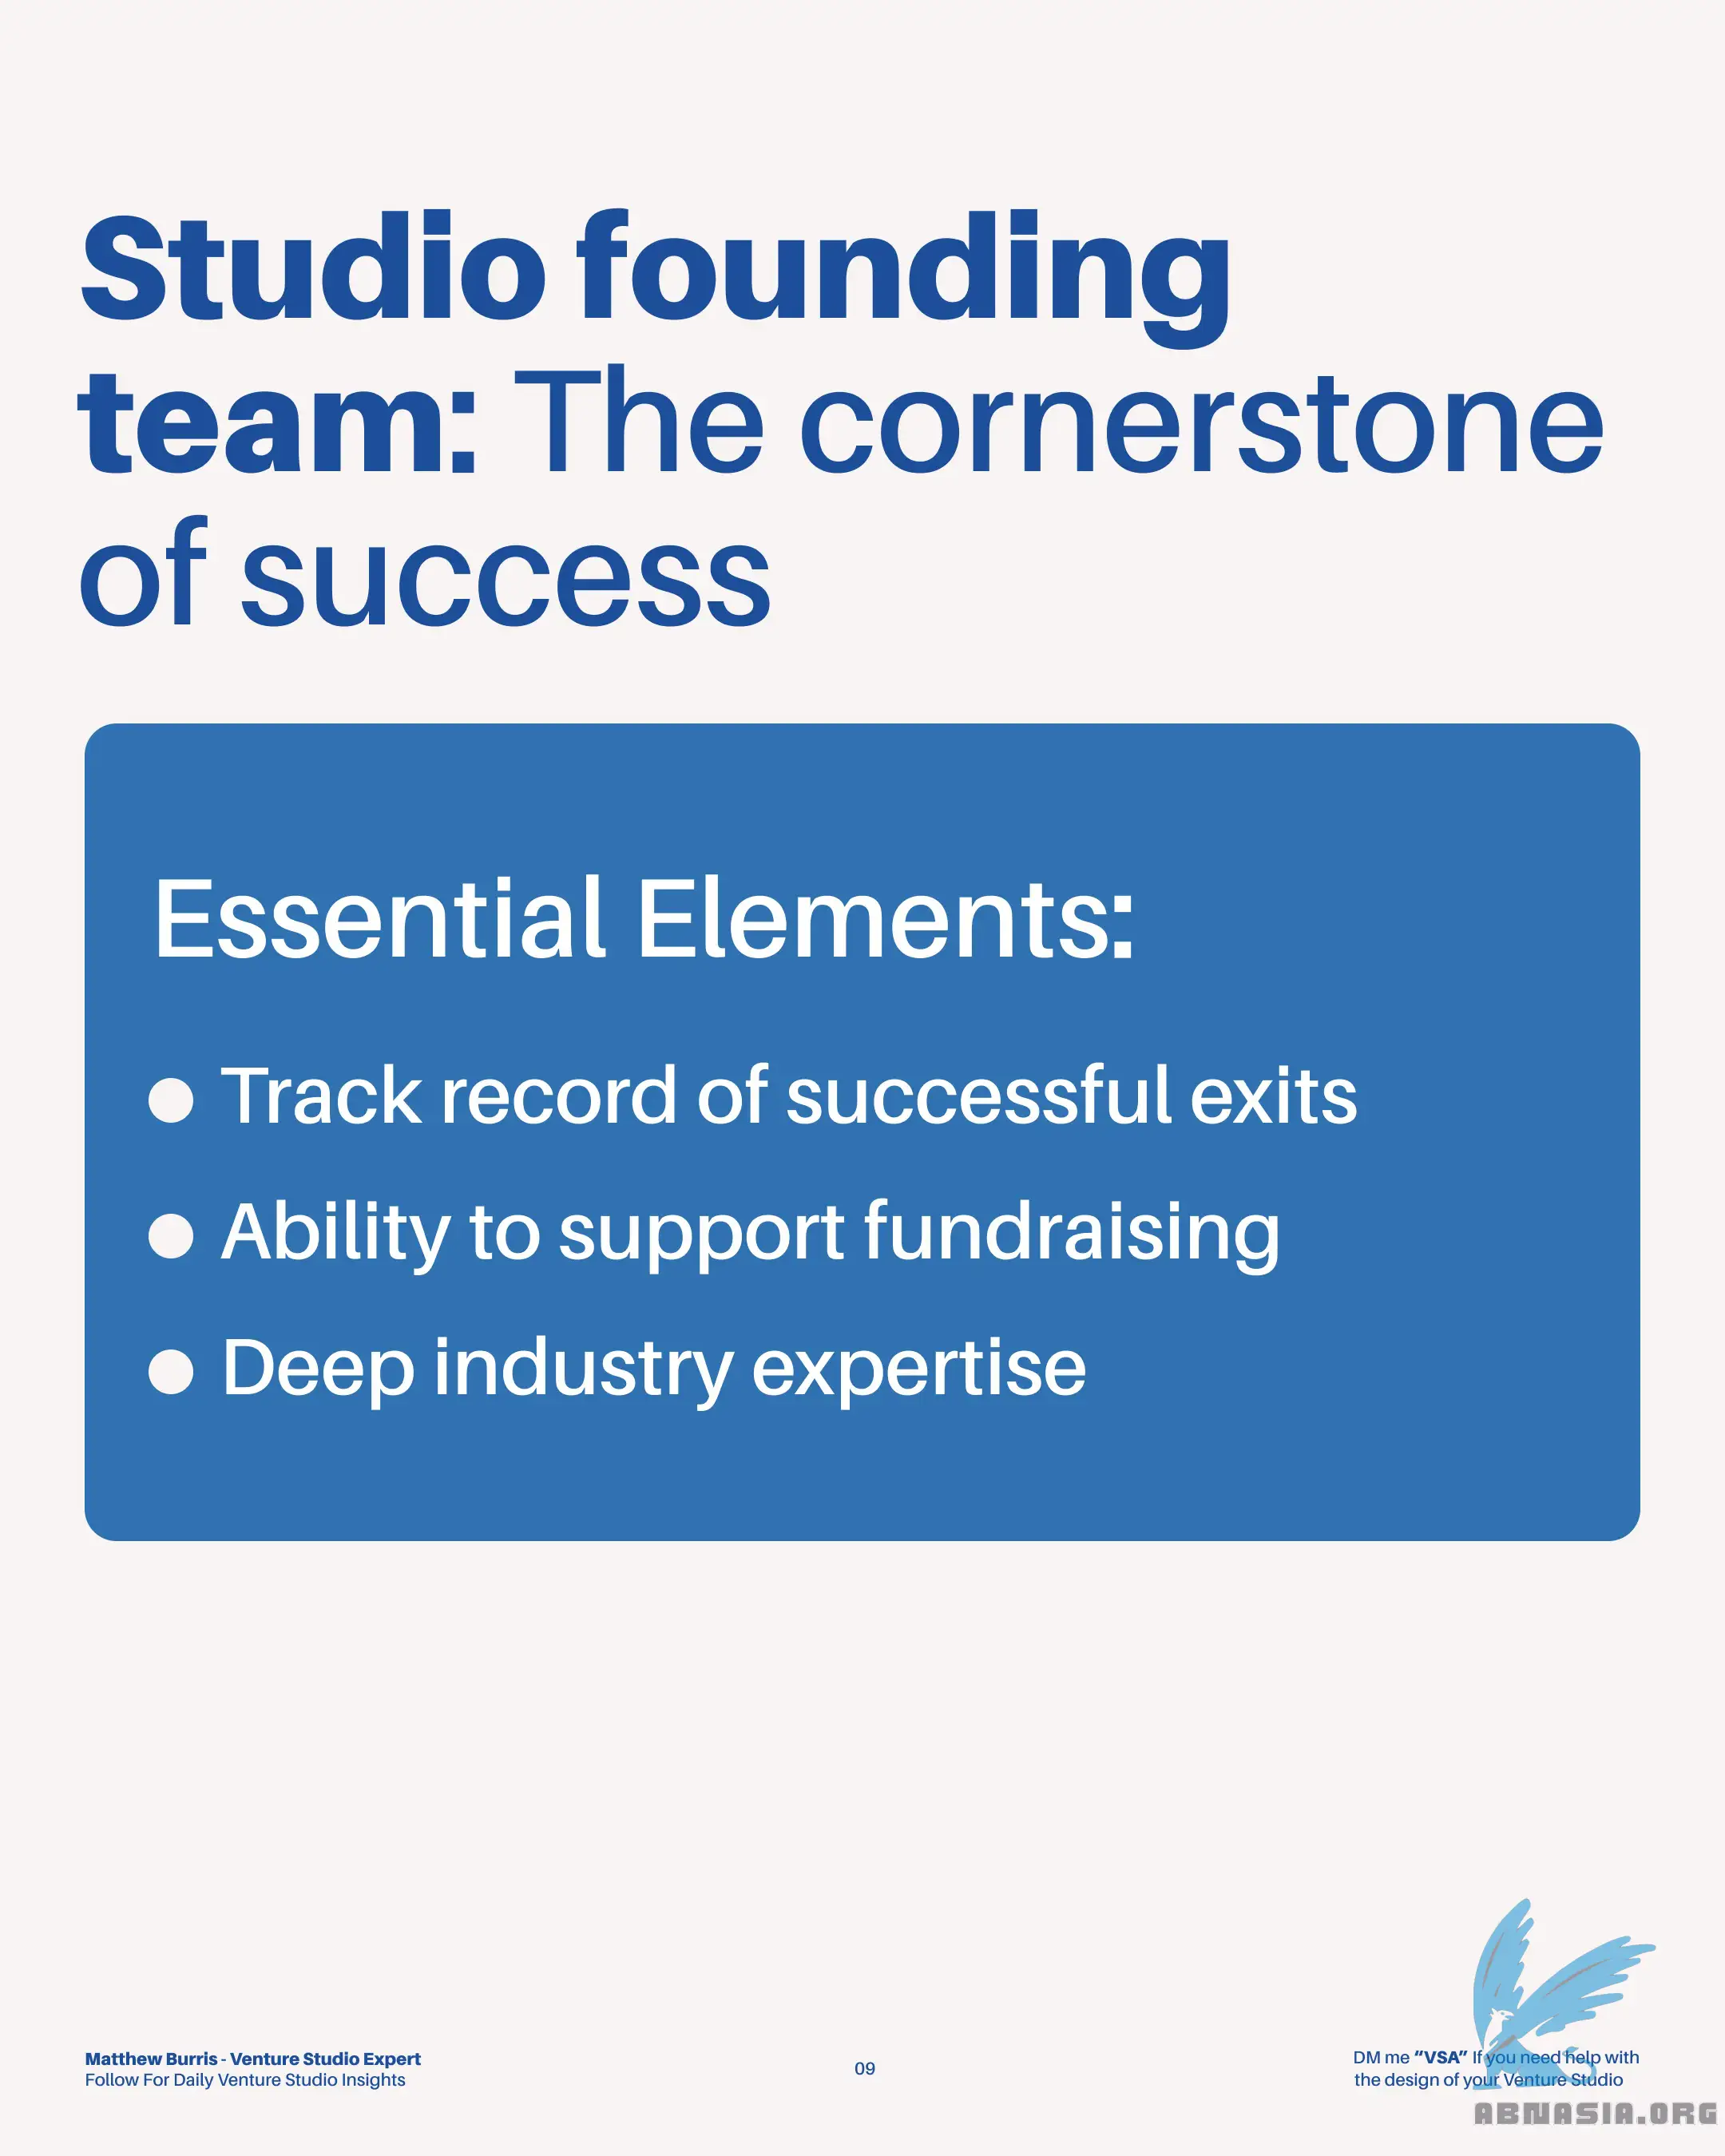 Studio founding
team: The cornerstone
of success
Essential Elements:
Track record of successful exits
Ability to support fundraising
Deep industry expertise
Matthew Burris - Venture Studio Expert
Follow For Daily Venture Studio Insights
09
DM me “VSA” If you need help with
the design of your Venture Studio
ABNASIA.ORG